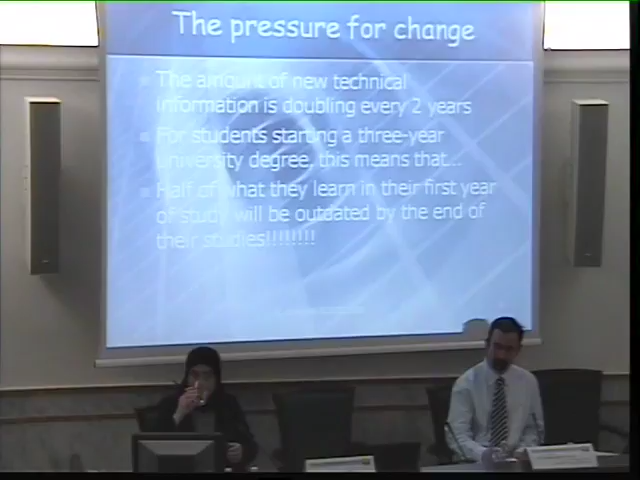 The pressure for change
The amount of new technical
information is doubling every 2 years
For students starting a three-year
university degree, this means that...
Half of what they learn in their first year
of study will be outdated by the end of
their studies!!!!!!!!